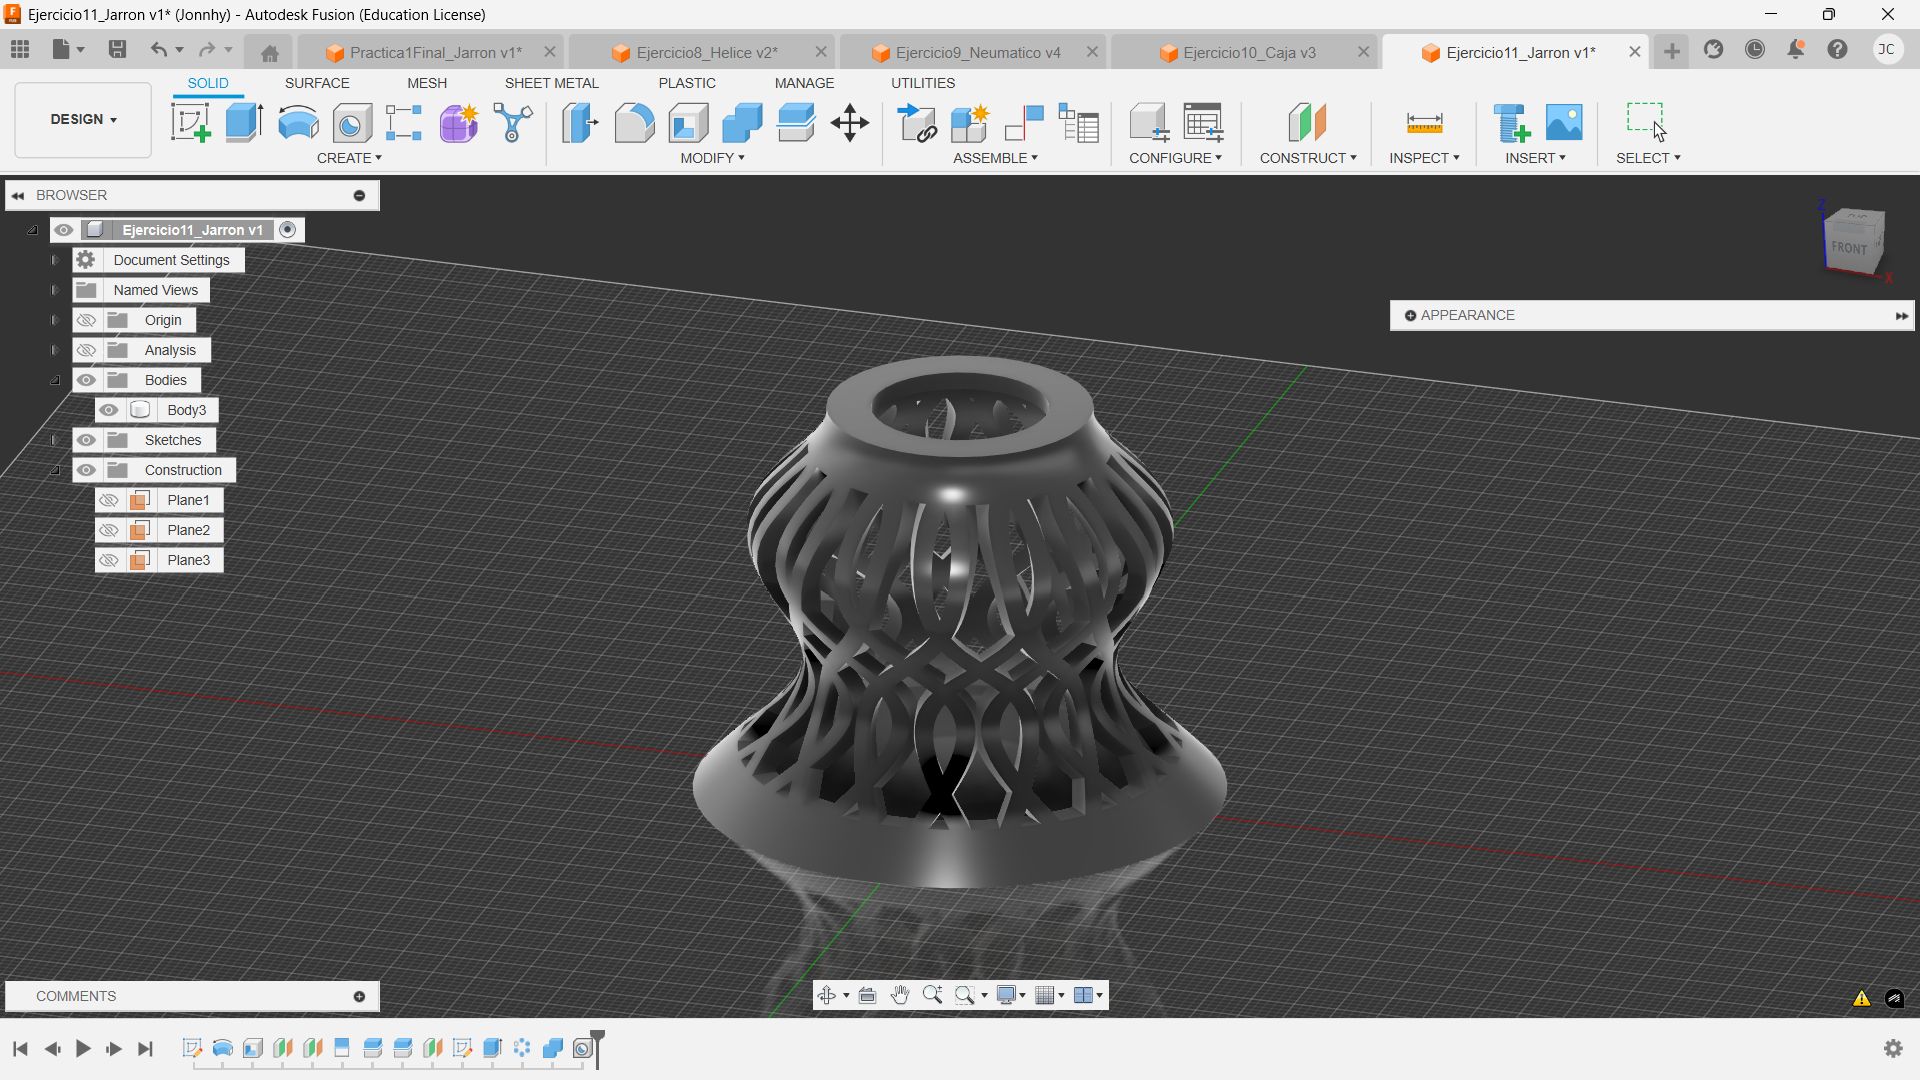 Ejercicio11_Jarron v1* (Jonnhy) - Autodesk Fusion (Education License)
Practica1Final_Jarron v1*
Ejercicio8_Helice v2*
Ejercicio9_Neumatico v4
Ejercicio10_Caja v3
Ejercicio11_Jarron v1*
JC
SOLID SURFACE MESH SHEET METAL PLASTIC MANAGE UTILITIES
DESIGN
CREATE MODIFY ASSEMBLE CONFIGURE CONSTRUCT INSPECT INSERT SELECT
BROWSER
Ejercicio11_Jarron v1
Document Settings
Named Views
Origin
Analysis
Bodies
Body3
Sketches
Construction
Plane1
Plane2
Plane3
Z
FRONT
X
APPEARANCE
COMMENTS